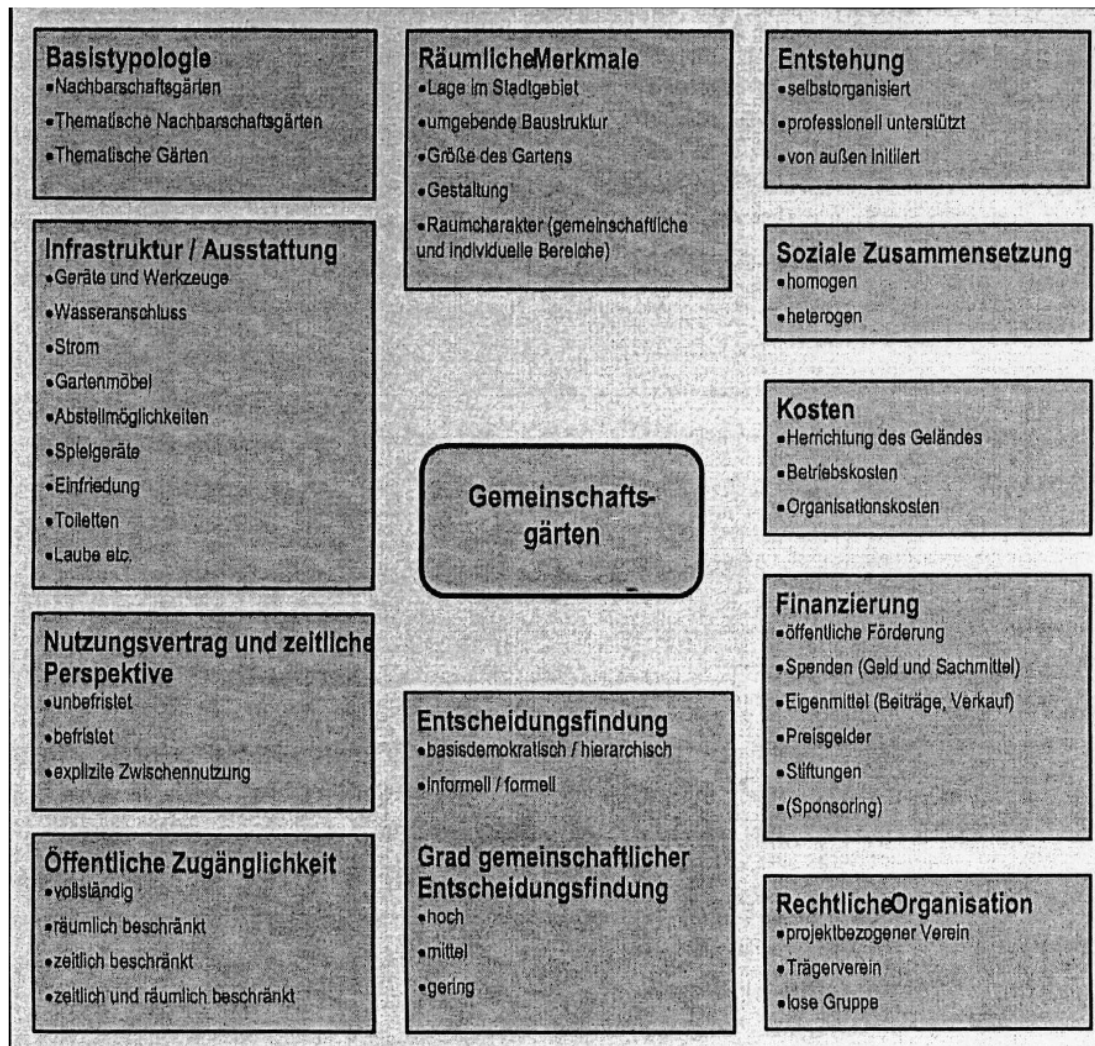 Basistypologie
•Nachbarschaftsgärten
•Thematische Nachbarschaftsgärten
•Thematische Gärten
Infrastruktur / Ausstattung
•Geräte und Werkzeuge
•Wasseranschluss
•Strom
•Gartenmöbel
•Abstellmöglichkeiten
•Spielgeräte
•Einfriedung
•Toiletten
•Laube etc.
Nutzungsvertrag und zeitliche
Perspektive
•unbefristet
•befristet
•explizite Zwischennutzung
Öffentliche Zugänglichkeit
•vollständig
•räumlich beschränkt
•zeitlich beschränkt
•zeitlich und räumlich beschränkt
Räumliche Merkmale
•Lage im Stadtgebiet
•umgebende Baustruktur
•Größe des Gartens
•Gestaltung
•Raumcharakter (gemeinschaftliche
und individuelle Bereiche)
Gemeinschafts-
gärten
Entscheidungsfindung
•basisdemokratisch / hierarchisch
•informell / formell
Grad gemeinschaftlicher
Entscheidungsfindung
•hoch
•mittel
•gering
Entstehung
•selbstorganisiert
•professionell unterstützt
•von außen initiiert
Soziale Zusammensetzung
•homogen
•heterogen
Kosten
•Herrichtung des Geländes
•Betriebskosten
•Organisationskosten
Finanzierung
•öffentliche Förderung
•Spenden (Geld und Sachmittel)
•Eigenmittel (Beiträge, Verkauf)
•Preisgelder
•Stiftungen
•(Sponsoring)
Rechtliche Organisation
•projektbezogener Verein
•Trägerverein
•lose Gruppe